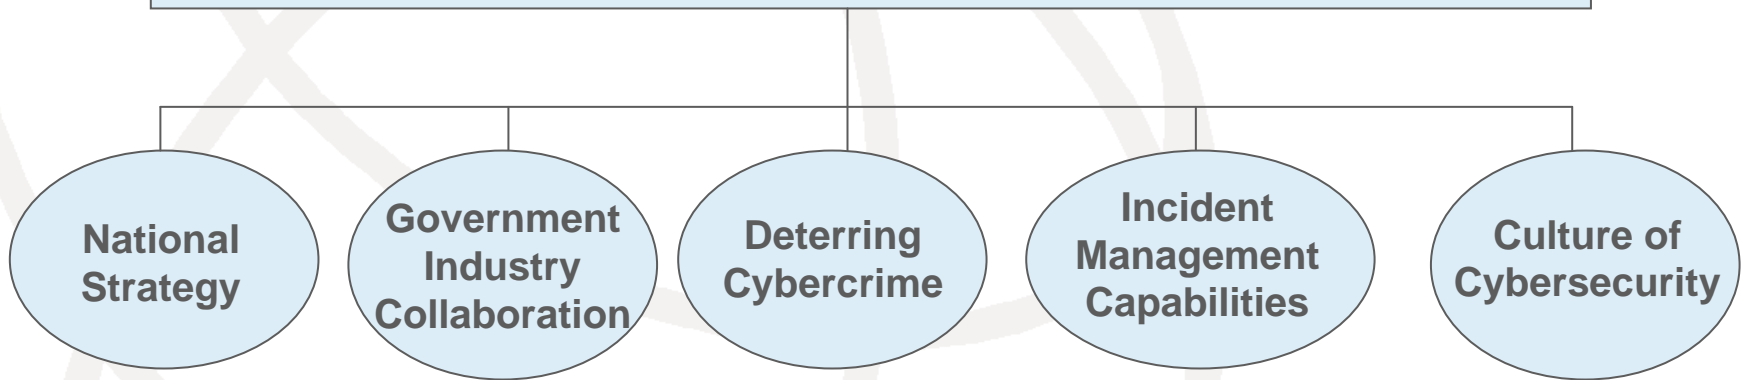 National
Strategy
Government
Industry
Collaboration
Deterring
Cybercrime
Incident
Management
Capabilities
Culture of
Cybersecurity